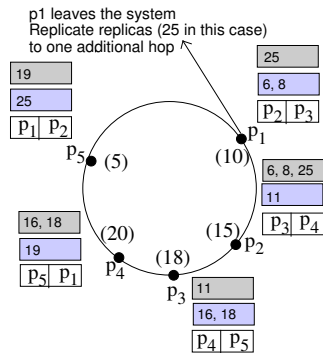 p1 leaves the system
Replicate replicas (25 in this case)
to one additional hop
19
25
p1 p2
25
6, 8
p2 p3
p5 (5)
p1
(10)
6, 8, 25
11
p3 p4
16, 18
19
p5 p1
(20)
p4
(18)
p3
(15)
p2
11
16, 18
p4 p5